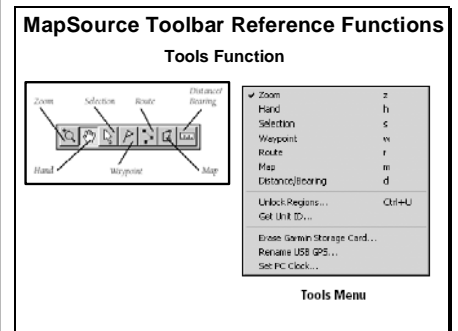 MapSource Toolbar Reference Functions
Tools Function
Zoom
Selection
Route
Distance/
Bearing
Hand
Waypoint
Map
✔ Zoom z
Hand h
Selection s
Waypoint w
Route r
Map m
Distance/Bearing d
Unlock Regions... Ctrl+U
Get Unit ID...
Erase Garmin Storage Card...
Rename USB GPS...
Set PC Clock...
Tools Menu